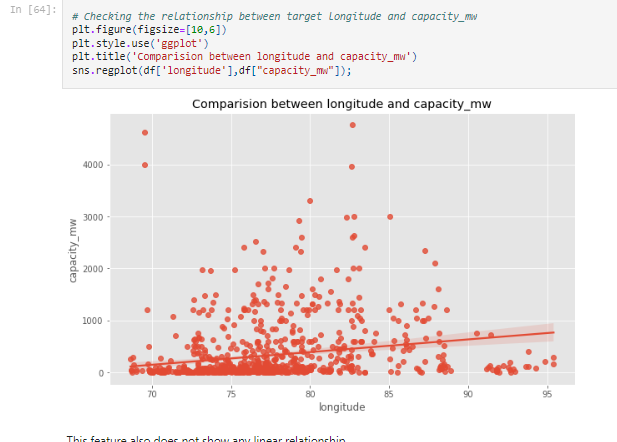 In [64]:
# Checking the relationship between target longitude and capacity_mw
plt.figure(figsize=[10,6])
plt.style.use('ggplot')
plt.title('Comparision between longitude and capacity_mw')
sns.regplot(df['longitude'],df["capacity_mw"]);
Comparision between longitude and capacity_mw
capacity_mw
4000
3000
2000
1000
0
70 75 80 85 90 95
longitude
This feature also does not show any linear relationship